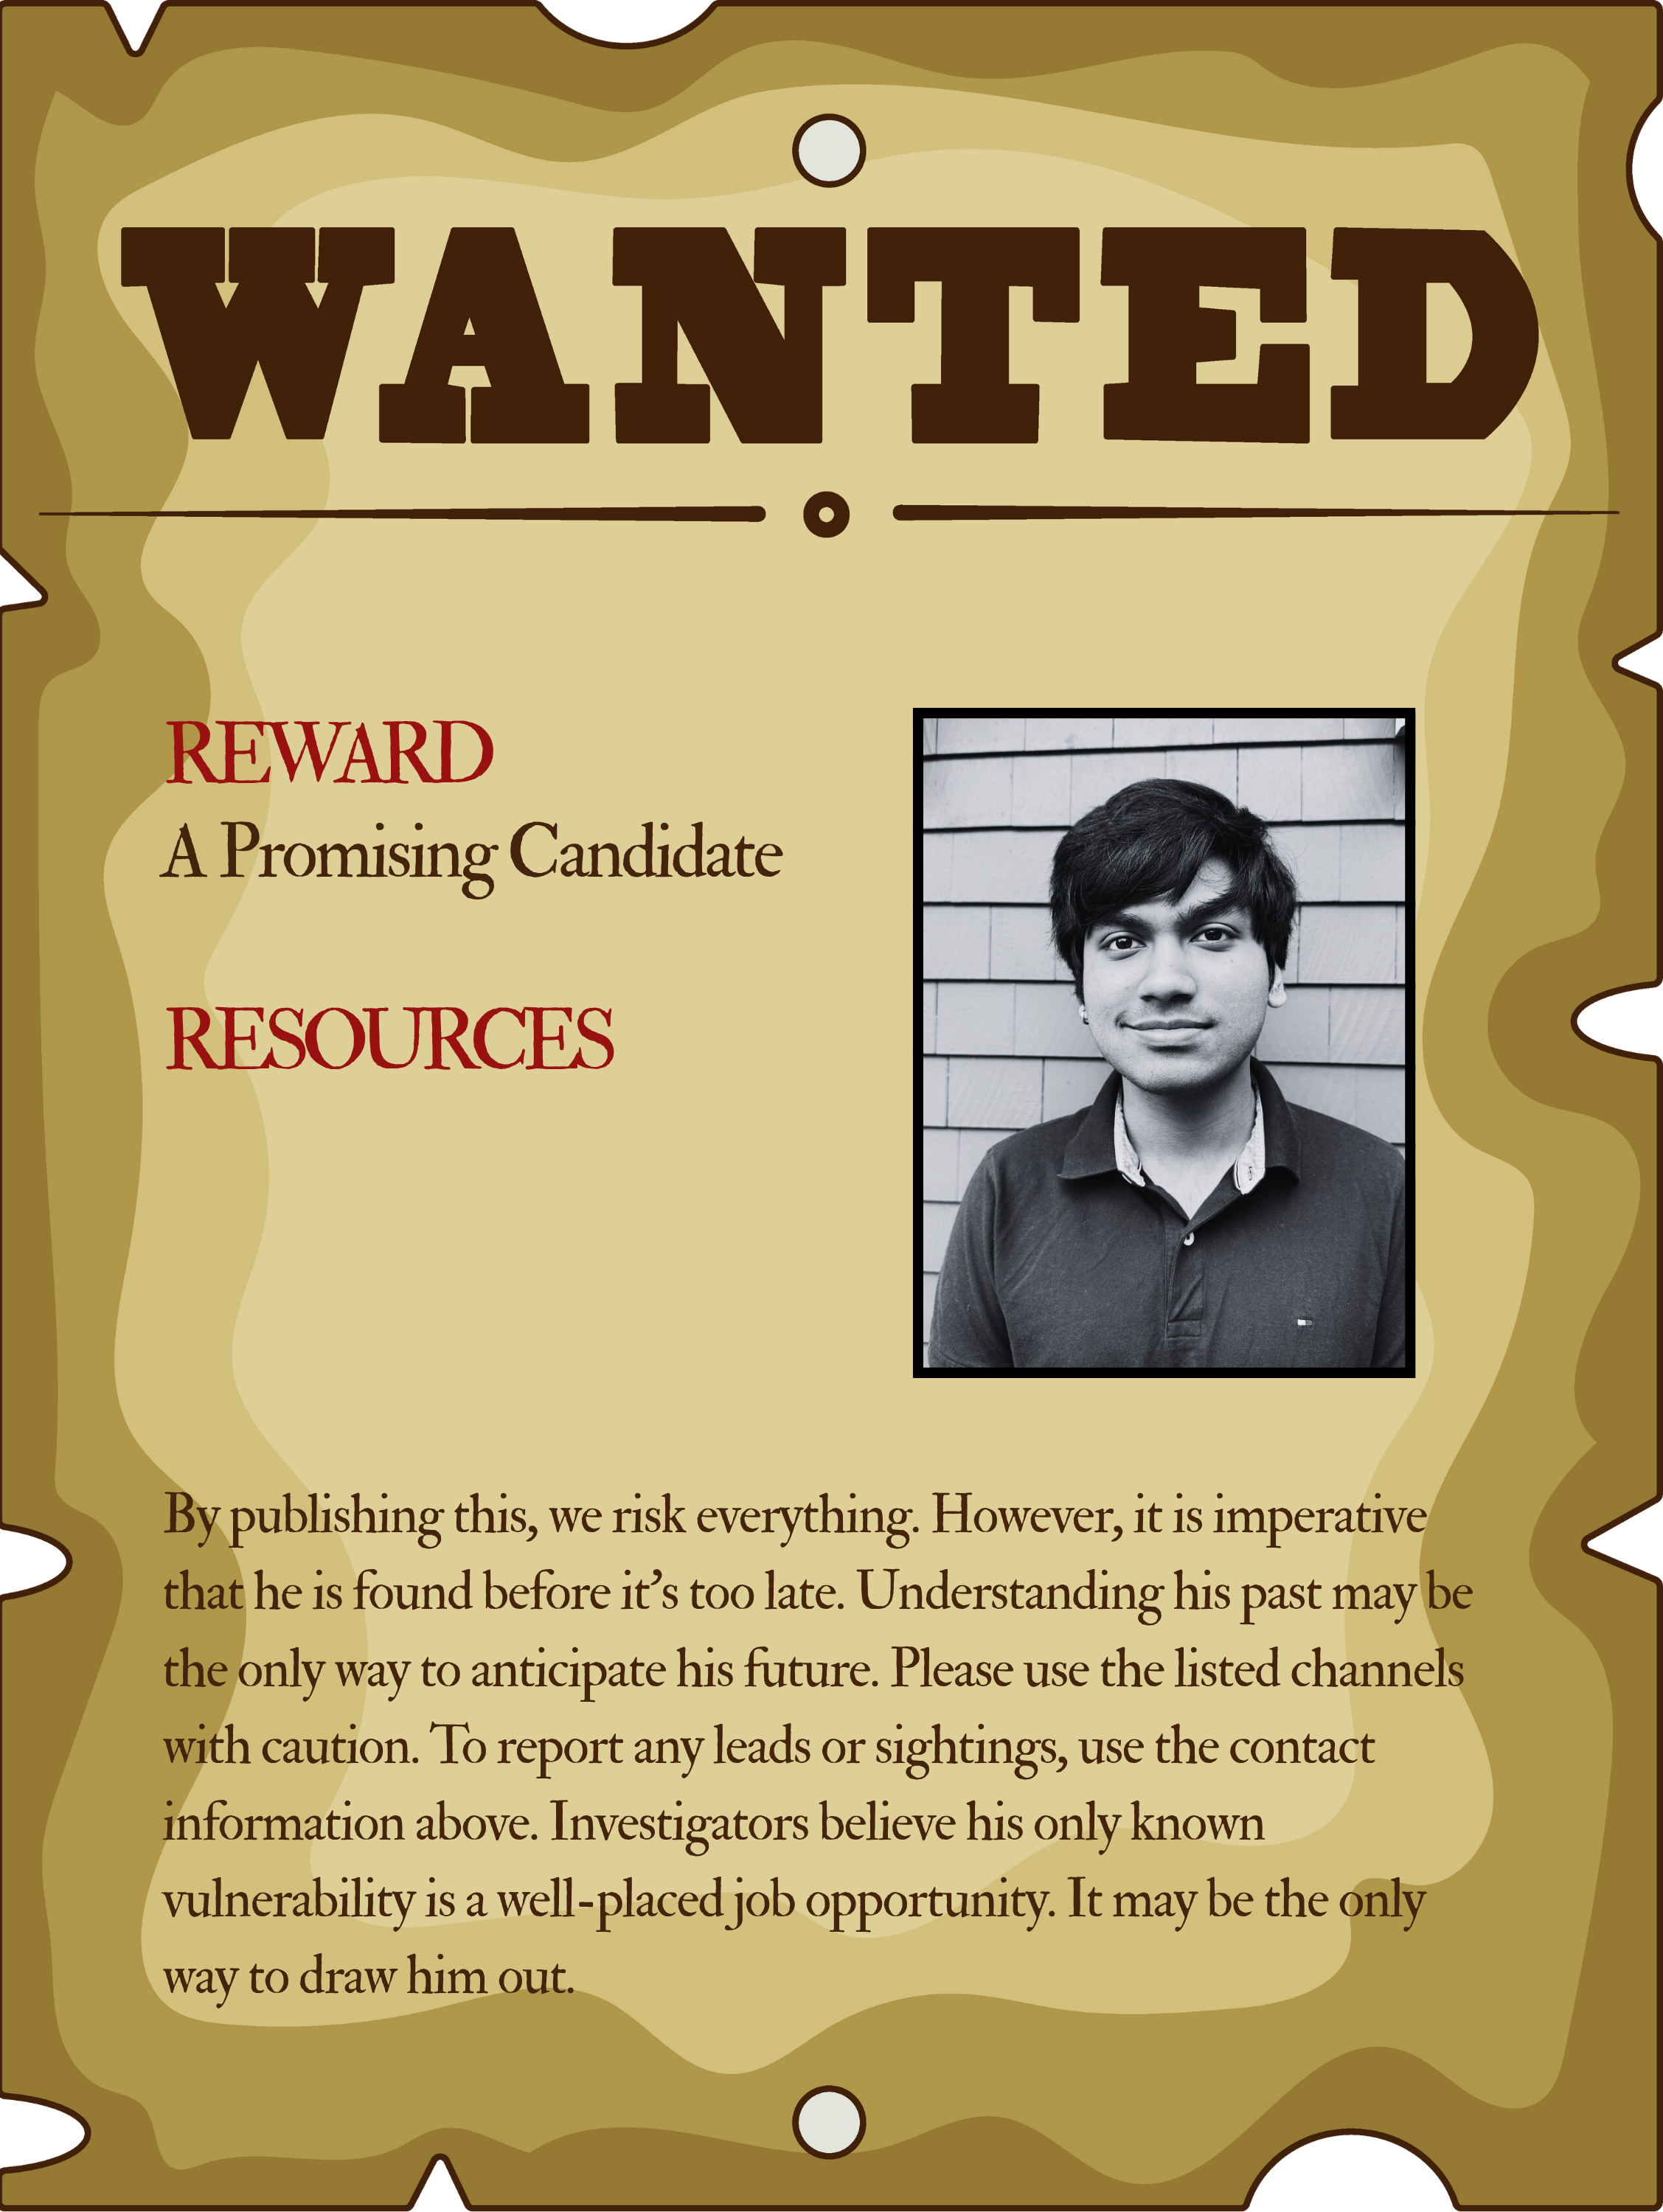 WANTED
REWARD
A Promising Candidate
RESOURCES
By publishing this, we risk everything. However, it is imperative
that he is found before it’s too late. Understanding his past may be
the only way to anticipate his future. Please use the listed channels
with caution. To report any leads or sightings, use the contact
information above. Investigators believe his only known
vulnerability is a well-placed job opportunity. It may be the only
way to draw him out.